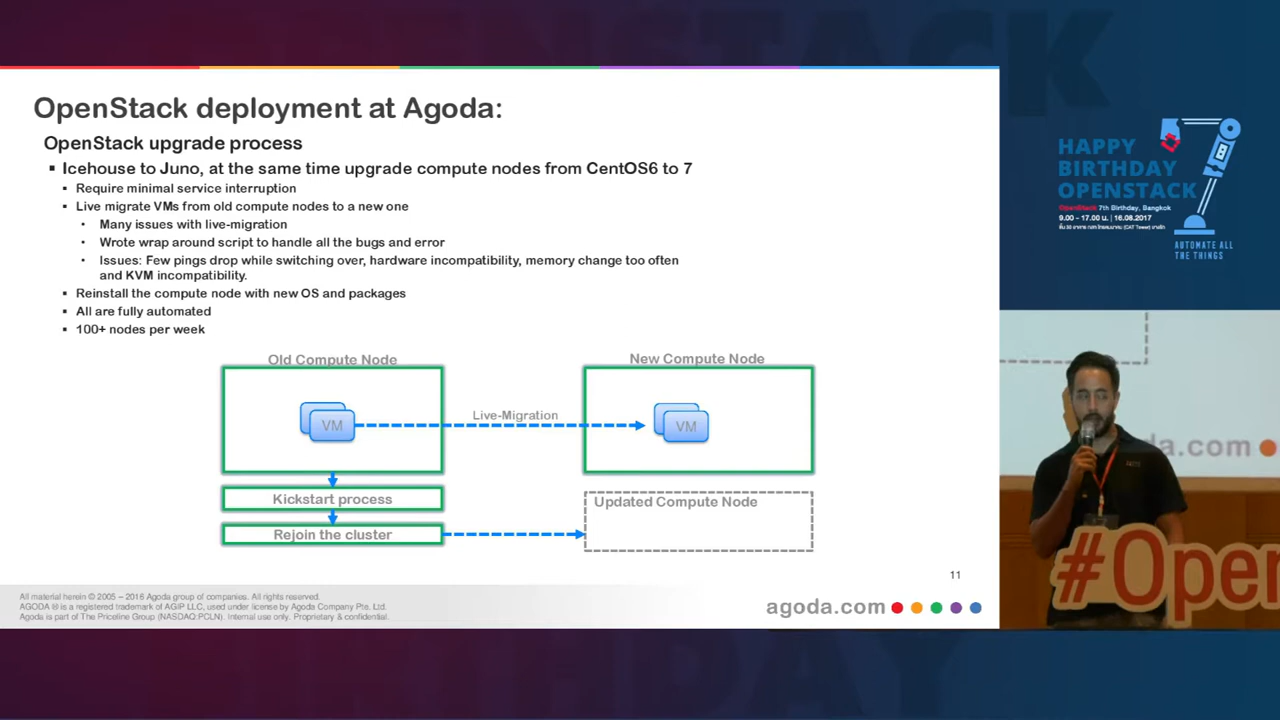 OpenStack deployment at Agoda:
OpenStack upgrade process
▪ Icehouse to Juno, at the same time upgrade compute nodes from CentOS6 to 7
▪ Require minimal service interruption
▪ Live migrate VMs from old compute nodes to a new one
• Many issues with live-migration
• Wrote wrap around script to handle all the bugs and error
• Issues: Few pings drop while switching over, hardware incompatibility, memory change too often
and KVM incompatibility.
▪ Reinstall the compute node with new OS and packages
▪ All are fully automated
▪ 100+ nodes per week
Old Compute Node
New Compute Node
VM
Live-Migration
VM
Kickstart process
Updated Compute Node
Rejoin the cluster
11
All material herein © 2005 – 2016 Agoda group of companies. All rights reserved.
AGODA ® is a registered trademark of AGIP LLC, used under license by Agoda Company Pte. Ltd.
Agoda is part of The Priceline Group (NASDAQ:PCLN). Internal use only. Proprietary & confidential.
agoda.com
HAPPY
BIRTHDAY
OPENSTACK
OpenStack 7th Birthday, Bangkok
9.00 - 17.00 น. | 16.08.2017
AUTOMATE ALL
THE THINGS
da.com
#Open